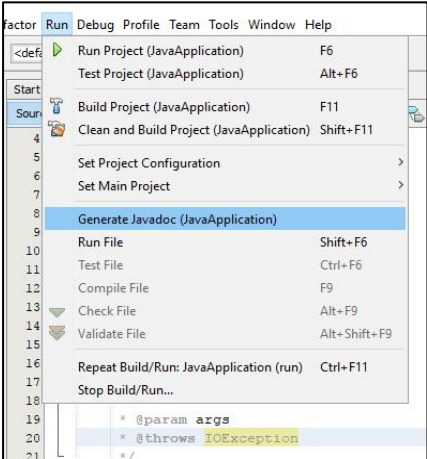 factor Run Debug Profile Team Tools Window Help
<defa
Run Project (JavaApplication) F6
Test Project (JavaApplication) Alt+F6
Start
Build Project (JavaApplication) F11
Sour
Clean and Build Project (JavaApplication) Shift+F11
4
5
Set Project Configuration >
6
Set Main Project >
7
8
Generate Javadoc (JavaApplication)
9
Run File Shift+F6
10
11
Test File Ctrl+F6
12
Compile File F9
13
Check File Alt+F9
14
Validate File Alt+Shift+F9
15
16
Repeat Build/Run: JavaApplication (run) Ctrl+F11
17
Stop Build/Run...
18
19 * @param args
20 * @throws IOException
21 */